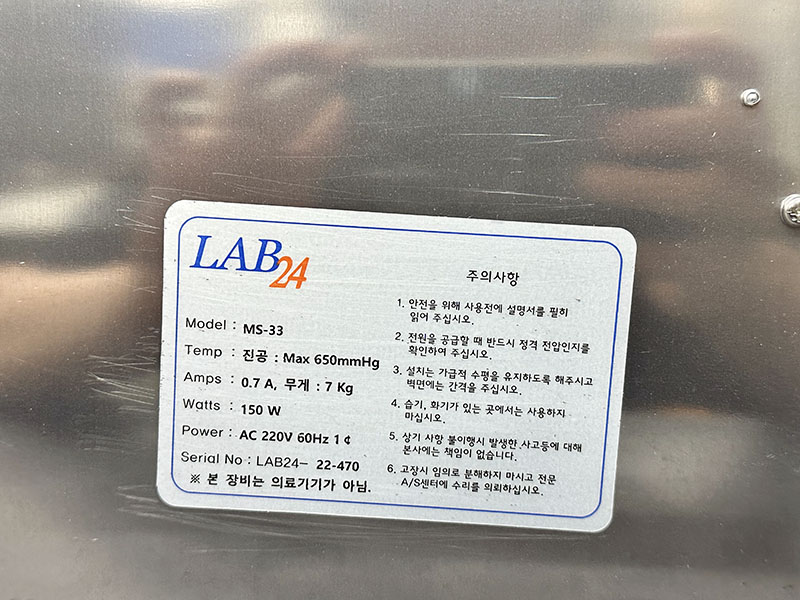 LAB24
Model : MS-33
Temp : 진공 : Max 650mmHg
Amps : 0.7 A, 무게 : 7 Kg
Watts : 150 W
Power : AC 220V 60Hz 1 ¢
Serial No : LAB24- 22-470
※ 본 장비는 의료기기가 아님.
주의사항
1. 안전을 위해 사용전에 설명서를 필히
읽어 주십시오.
2. 전원을 공급할 때 반드시 정격 전압인지를
확인하여 주십시오.
3. 설치는 가급적 수평을 유지하도록 해주시고
벽면에는 간격을 주십시오.
4. 습기, 화기가 있는 곳에서는 사용하지
마십시오.
5. 상기 사항 불이행시 발생한 사고등에 대해
본사에는 책임이 없습니다.
6. 고장시 임의로 분해하지 마시고 전문
A/S센터에 수리를 의뢰하십시오.